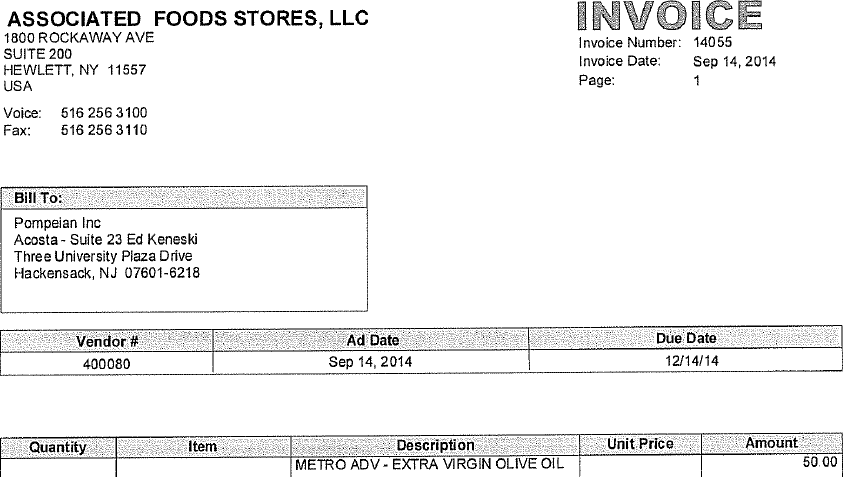 ASSOCIATED FOODS STORES, LLC
1800 ROCKAWAY AVE
SUITE 200
HEWLETT, NY 11557
USA
Voice: 516 256 3100
Fax: 516 256 3110
INVOICE
Invoice Number: 14055
Invoice Date: Sep 14, 2014
Page: 1
Bill To:
Pompeian Inc
Acosta - Suite 23 Ed Keneski
Three University Plaza Drive
Hackensack, NJ 07601-6218
Vendor # Ad Date Due Date
400080 Sep 14, 2014 12/14/14
Quantity Item Description Unit Price Amount
METRO ADV - EXTRA VIRGIN OLIVE OIL 50.00